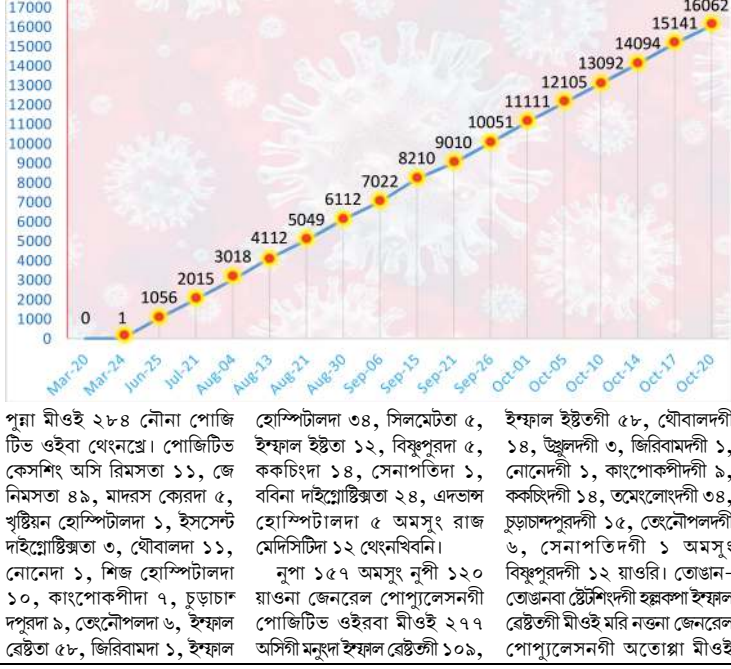 17000
16000
15000
14000
13000
12000
11000
10000
9000
8000
7000
6000
5000
4000
3000
2000
1000
0
0
1
1056
2015
3018
4112
5049
6112
7022
8210
9010
10051
11111
12105
13092
14094
15141
16062
Mar-20
Mar-24
Jun-25
Jul-21
Aug-04
Aug-13
Aug-21
Aug-30
Sep-06
Sep-15
Sep-21
Sep-26
Oct-01
Oct-05
Oct-10
Oct-14
Oct-17
Oct-20
পুন্না মীওই ২৮৪ নৌনা পোজি
টিভ ওইবা থেংনখ্রে। পোজিটিভ
কেসশিং অসি রিমসতা ১১, জে
নিমসতা ৪৯, মাদরস কোরদা ৫,
খৃষ্টিয়ন হোস্পিটালদা ১, ইসসেন্ট
দাইগ্নোষ্টিক্সতা ৩, থৌবালদা ১১,
নোনেদা ১, শিজ হোস্পিটালদা
১০, কাংপোকপীদা ৭, চুড়াচান্
দপুরদা ৯, তেংনৌপলদা ৬, ইম্ফাল
ৱেষ্টতা ৫৮, জিরিবামদা ১, ইম্ফাল
হোস্পিটালদা ৩৪, সিলমেটতা ৫,
ইম্ফাল ইষ্টতা ১২, বিষ্ণুপুরদা ৫,
ককচিংদা ১৪, সেনাপতিদা ১,
ববিনা দাইগ্নোষ্টিক্সতা ২৪, এদভান্স
হোস্পিটালদা ৫ অমসুং রাজ
মেদিসিটিদা ১২ থেংনখিবনি।
নুপা ১৫৭ অমসুং নুপী ১২০
য়াওনা জেনরেল পোপ্যুলেসনগী
পোজিটিভ ওইরবা মীওই ২৭৭
অসিগী মনুংদা ইম্ফাল ৱেষ্টতগী ১০৯,
ইম্ফাল ইষ্টতগী ৫৮, থৌবালদগী
১৪, উখ্রুলদগী ৩, জিরিবামদগী ১,
নোনেদগী ১, কাংপোকপীদগী ৯,
ককচিংদগী ১৪, তমেংলোংদগী ৩৪,
চুড়াচান্দপুরদগী ১৫, তেংনৌপলদগী
৬, সেনাপতিদগী ১ অমসুং
বিষ্ণুপুরদগী ১২ য়াওরি। তোঙান-
তোঙানবা ষ্টেটশিংদগী হল্লকপা ইম্ফাল
ৱেষ্টতগী মীওই মরি নত্তনা জেনরেল
পোপ্যুলেসনগী অতোপ্পা মীওই